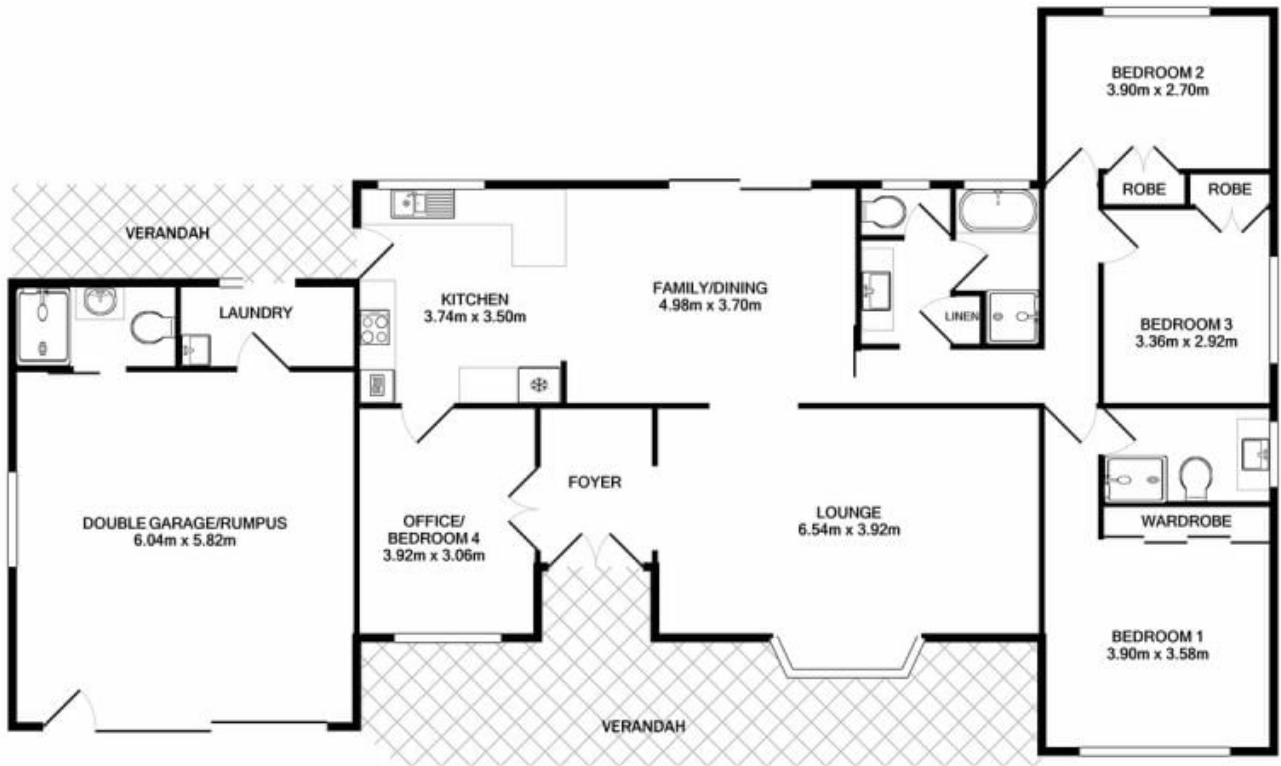 BEDROOM 2
3.90m x 2.70m
ROBE
ROBE
VERANDAH
LAUNDRY
KITCHEN
3.74m x 3.50m
FAMILY/DINING
4.98m x 3.70m
LINEN
BEDROOM 3
3.36m x 2.92m
DOUBLE GARAGE/RUMPUS
6.04m x 5.82m
OFFICE/
BEDROOM 4
3.92m x 3.06m
FOYER
LOUNGE
6.54m x 3.92m
WARDROBE
BEDROOM 1
3.90m x 3.58m
VERANDAH